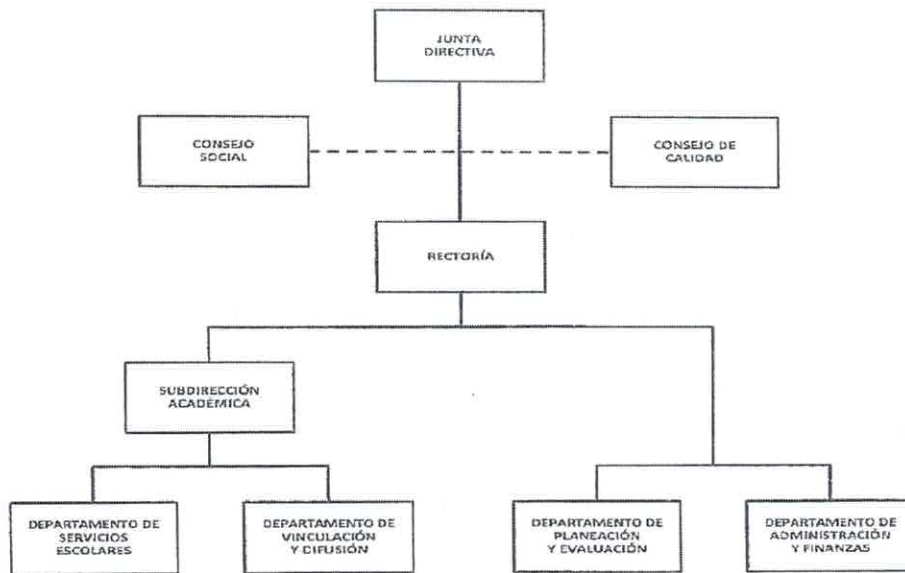 JUNTA
DIRECTIVA
CONSEJO
SOCIAL
CONSEJO DE
CALIDAD
RECTORÍA
SUBDIRECCIÓN
ACADÉMICA
DEPARTAMENTO DE
SERVICIOS
ESCOLARES
DEPARTAMENTO DE
VINCULACIÓN
Y DIFUSIÓN
DEPARTAMENTO DE
PLANEACIÓN
Y EVALUACIÓN
DEPARTAMENTO DE
ADMINISTRACIÓN
Y FINANZAS